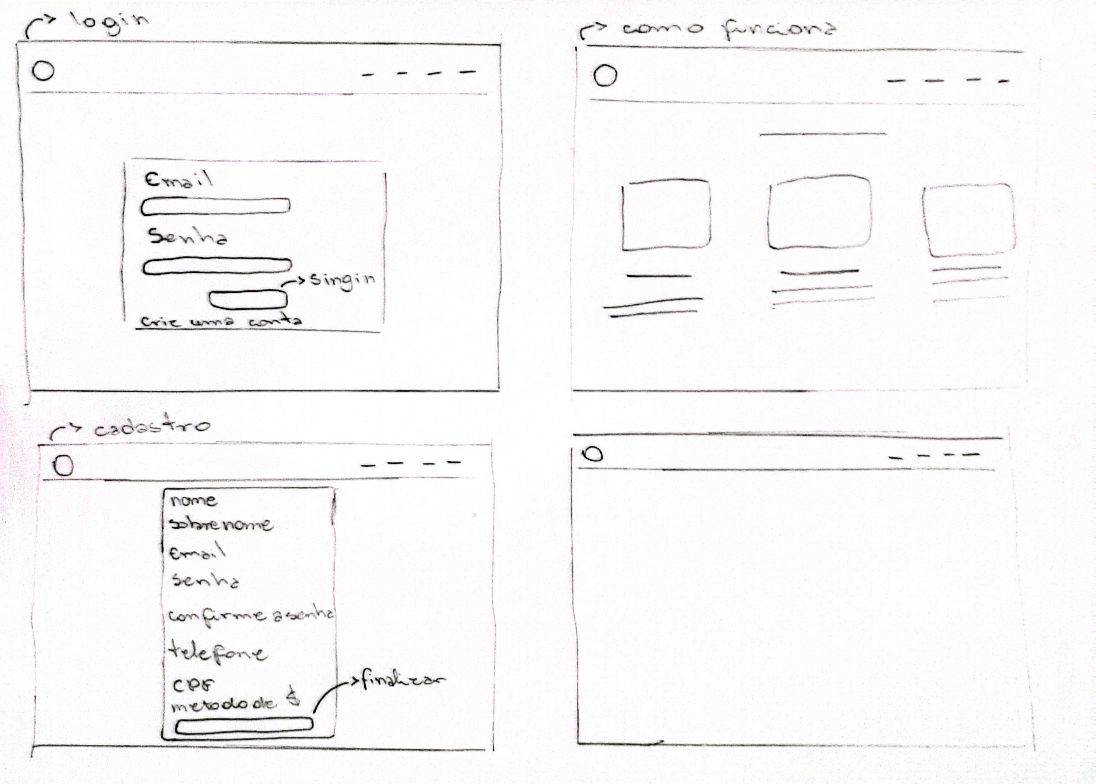 login
Email
Senha
singin
crie uma conta
como funciona
cadastro
nome
sobrenome
email
senha
confirme a senha
telefone
CPF
metodo de $
finalizar